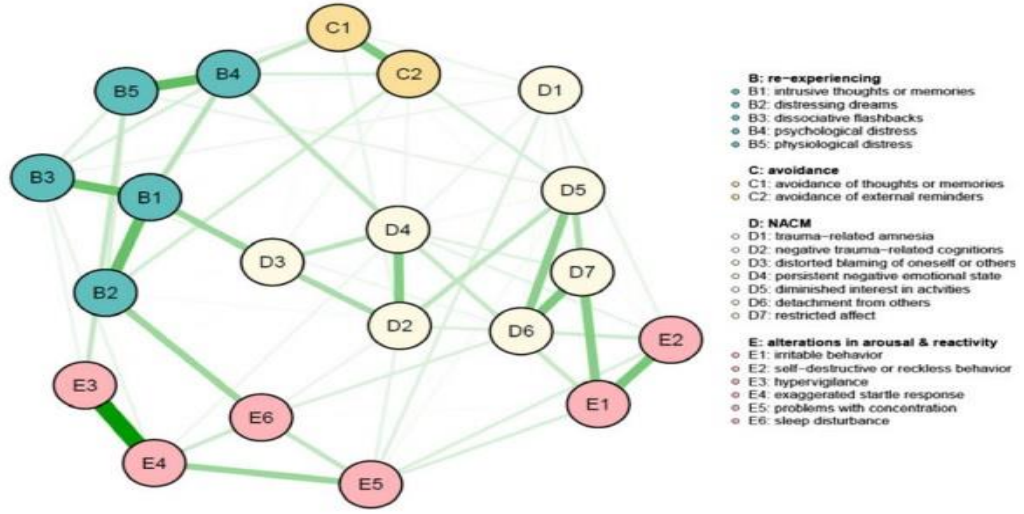 C1
B4
C2
B5
D1
B3
B1
D5
D4
D3
D7
B2
D2
D6
E2
E3
E1
E6
E4
E5
B: re-experiencing
B1: intrusive thoughts or memories
B2: distressing dreams
B3: dissociative flashbacks
B4: psychological distress
B5: physiological distress
C: avoidance
C1: avoidance of thoughts or memories
C2: avoidance of external reminders
D: NACM
D1: trauma-related amnesia
D2: negative trauma-related cognitions
D3: distorted blaming of oneself or others
D4: persistent negative emotional state
D5: diminished interest in actvities
D6: detachment from others
D7: restricted affect
E: alterations in arousal & reactivity
E1: irritable behavior
E2: self-destructive or reckless behavior
E3: hypervigilance
E4: exaggerated startle response
E5: problems with concentration
E6: sleep disturbance